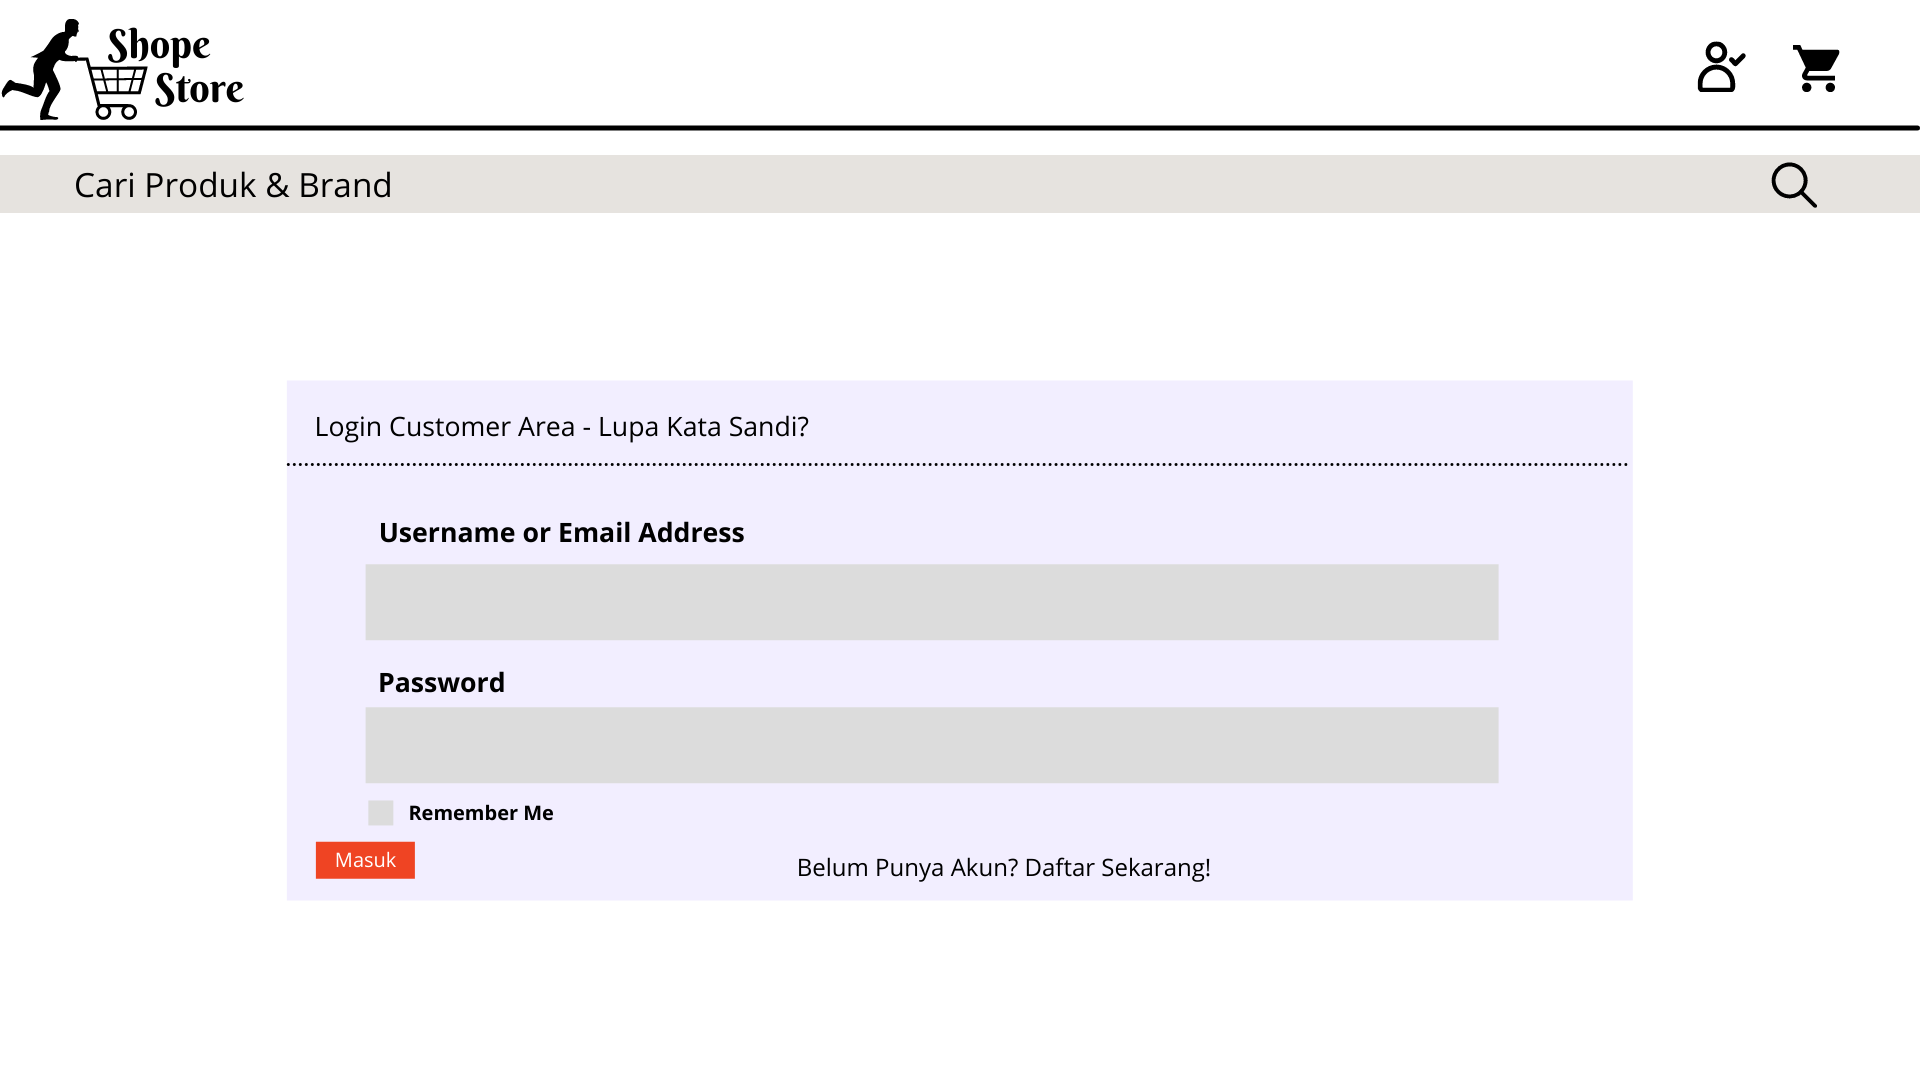 Shope
Store
Cari Produk & Brand
Login Customer Area - Lupa Kata Sandi?
Username or Email Address
Password
Remember Me
Masuk
Belum Punya Akun? Daftar Sekarang!